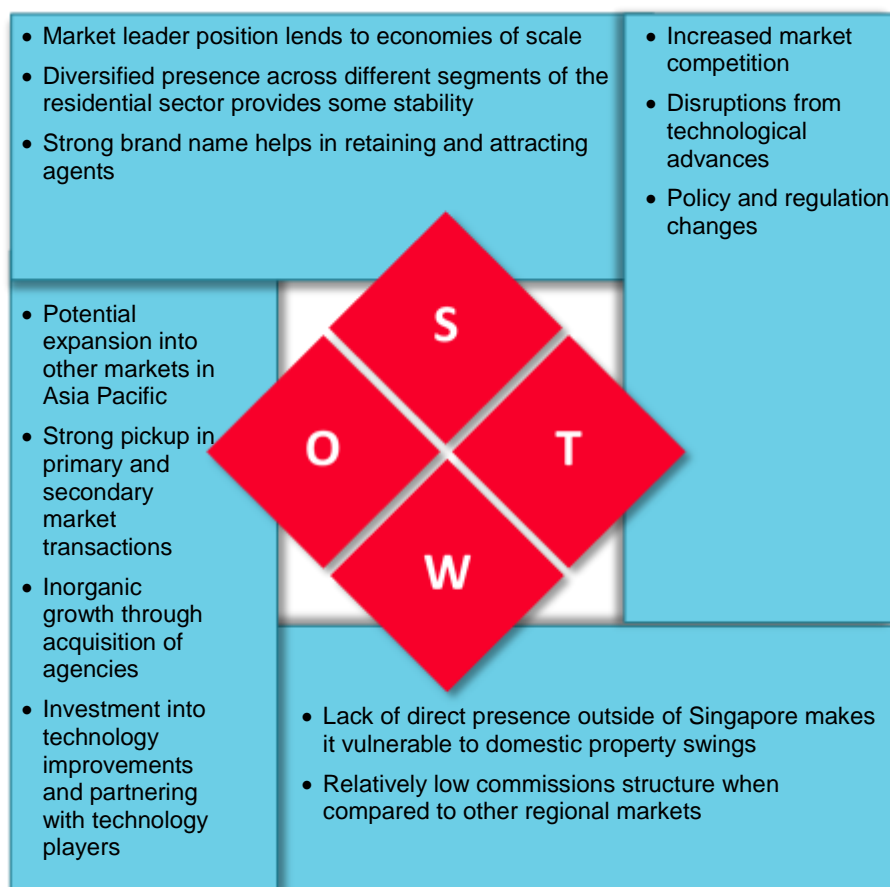 • Market leader position lends to economies of scale
• Diversified presence across different segments of the
residential sector provides some stability
• Strong brand name helps in retaining and attracting
agents
• Increased market
competition
• Disruptions from
technological
advances
• Policy and regulation
changes
S
O
T
W
• Potential
expansion into
other markets in
Asia Pacific
• Strong pickup in
primary and
secondary
market
transactions
• Inorganic
growth through
acquisition of
agencies
• Investment into
technology
improvements
and partnering
with technology
players
• Lack of direct presence outside of Singapore makes
it vulnerable to domestic property swings
• Relatively low commissions structure when
compared to other regional markets